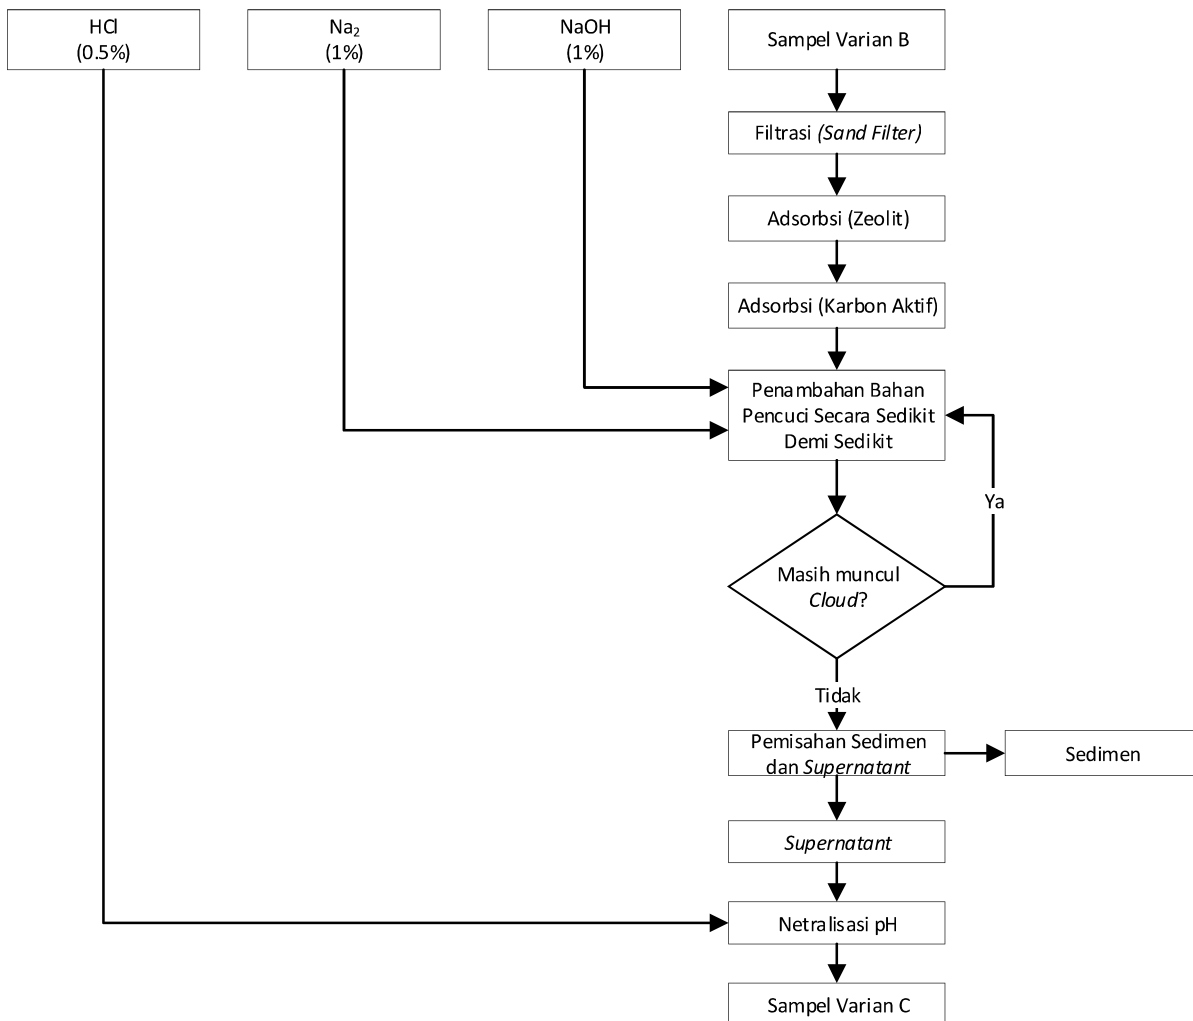 HCl
(0.5%)
Na₂
(1%)
NaOH
(1%)
Sampel Varian B
Filtrasi (Sand Filter)
Adsorbsi (Zeolit)
Adsorbsi (Karbon Aktif)
Penambahan Bahan
Pencuci Secara Sedikit
Demi Sedikit
Ya
Masih muncul
Cloud?
Tidak
Pemisahan Sedimen
dan Supernatant
Sedimen
Supernatant
Netralisasi pH
Sampel Varian C